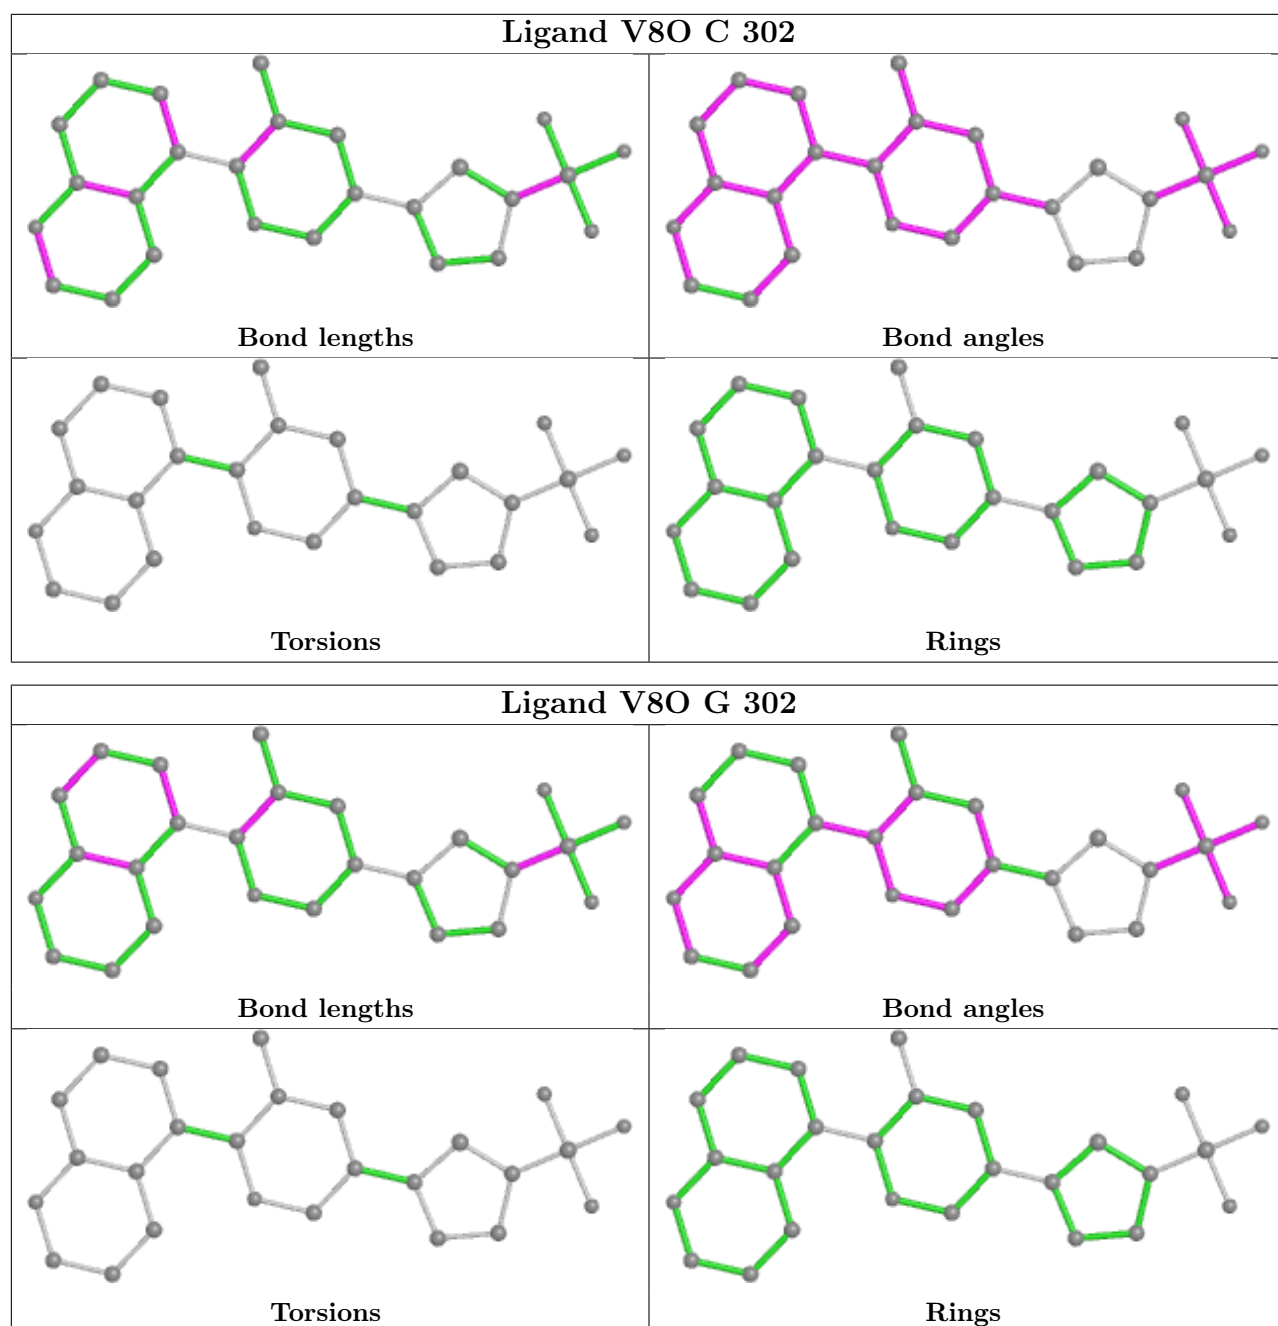 Ligand V8O C 302
Bond lengths
Bond angles
Torsions
Rings
Ligand V8O G 302
Bond lengths
Bond angles
Torsions
Rings